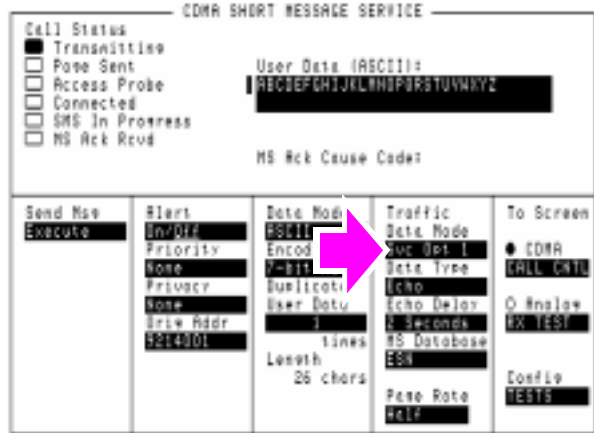 CDMA SHORT MESSAGE SERVICE
Call Status
Transmitting
Page Sent
Access Probe
Connected
SMS In Progress
MS Ack Rcvd
User Data (ASCII):
ABCDEFGHIJKLMNOPQRSTUVWXYZ
MS Ack Cause Code:
Send Msg
Execute
Alert
On/Off
Priority
None
Privacy
None
Orig Addr
9214001
Data Mode
ASCII
Encod
7-bit
Duplicate
User Data
1
times
Length
26 chars
Traffic
Data Mode
Svc Opt 1
Data Type
Echo
Echo Delay
2 Seconds
MS Database
ESN
Page Rate
Half
To Screen
CDMA
CALL CNTL
Analog
RX TEST
Config
TESTS